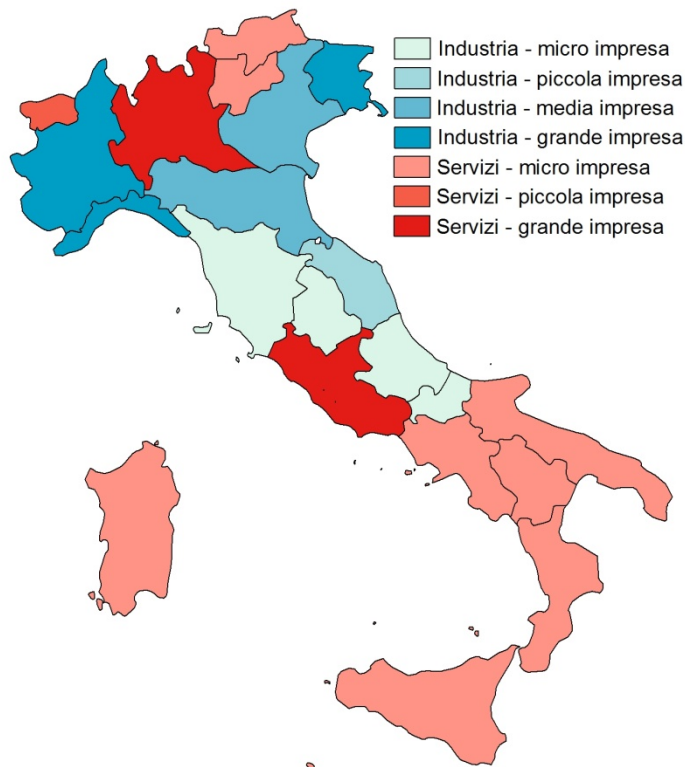 Industria - micro impresa
Industria - piccola impresa
Industria - media impresa
Industria - grande impresa
Servizi - micro impresa
Servizi - piccola impresa
Servizi - grande impresa